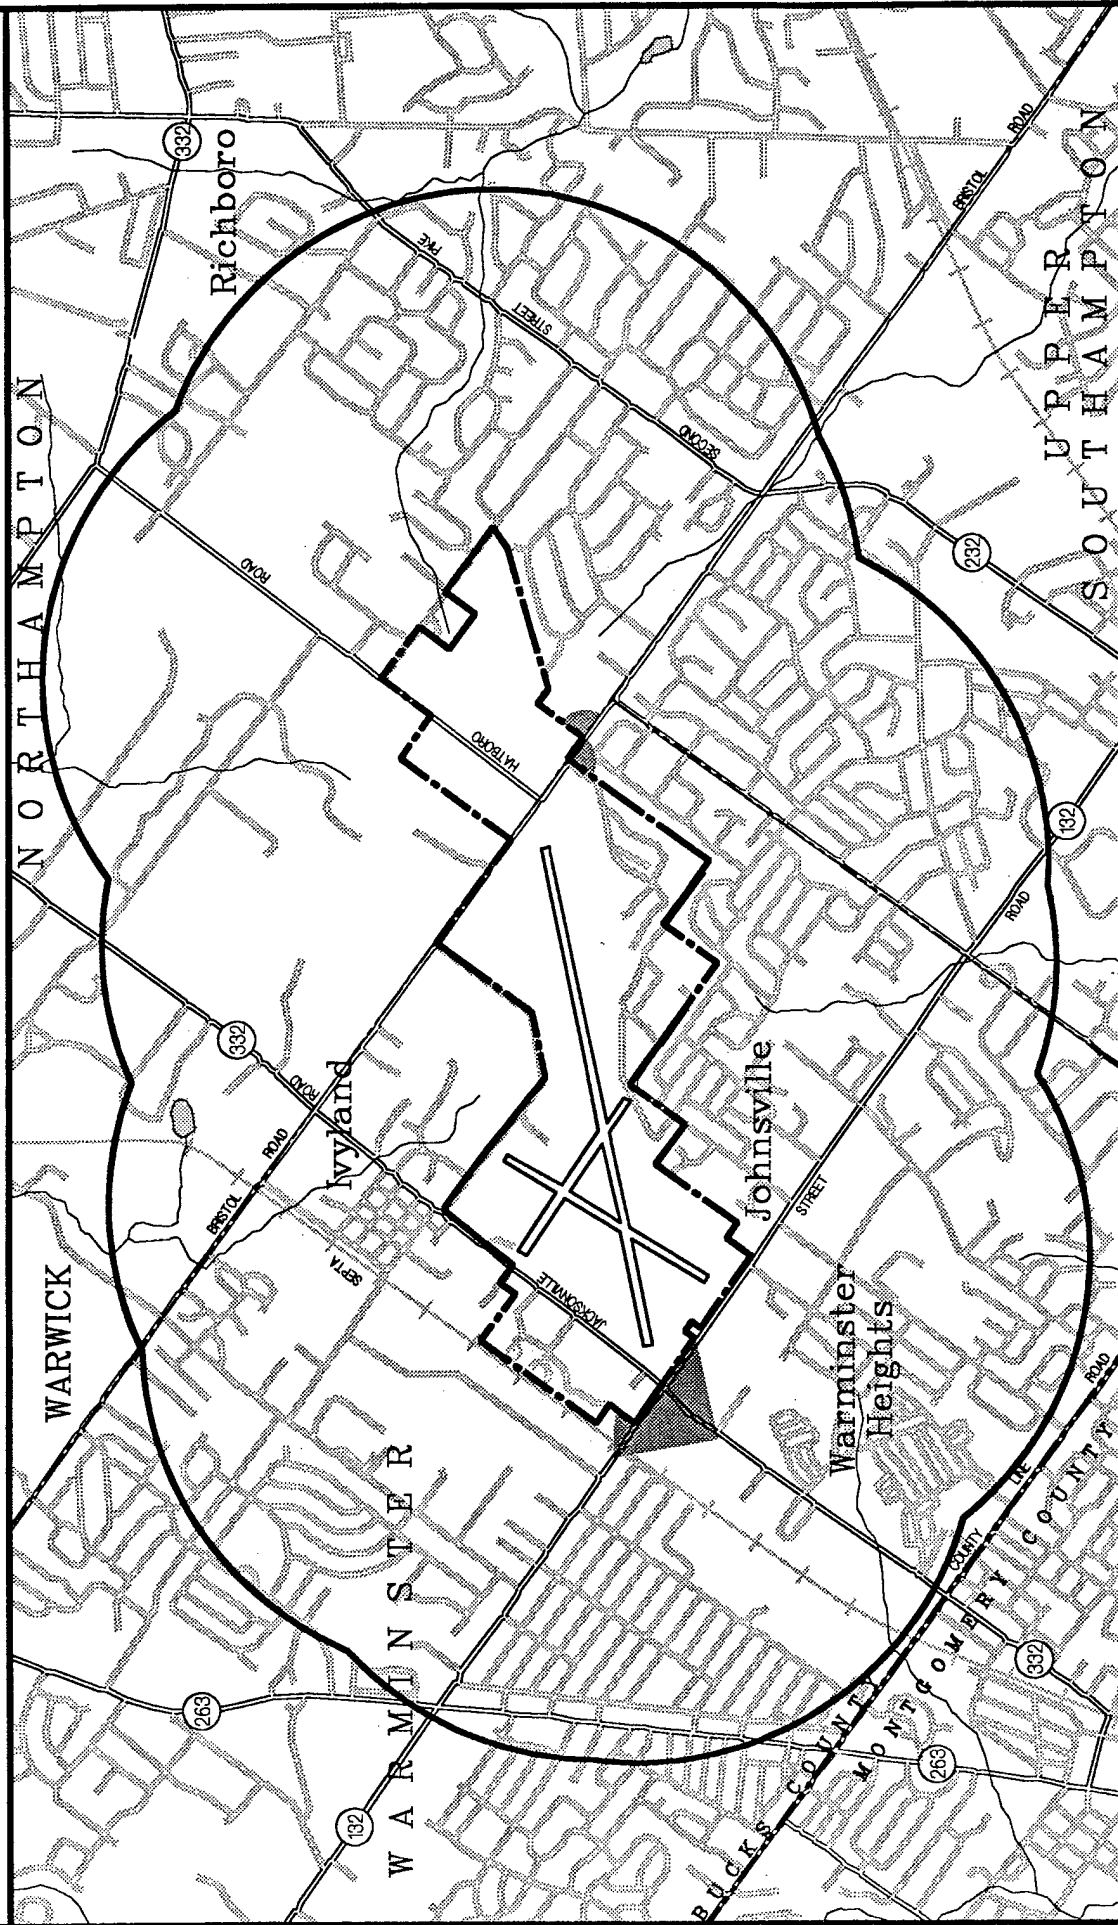 NORTHAMPTON
332
Richboro
PIKE
STREET
SECOND
ROAD
BRISTOL
UPPER
SOUTHAMPTON
232
ROAD
HATBORO
132
ROAD
332
ROAD
Ivyland
ROAD
BRISTOL
SEPTA
JACKSONVILLE
Johnsville
STREET
WARWICK
Warminster
Heights
WARMINSTER
263
132
ROAD
LINE
COUNTY
332
263
BUCKS COUNTY
MONTGOMERY COUNTY